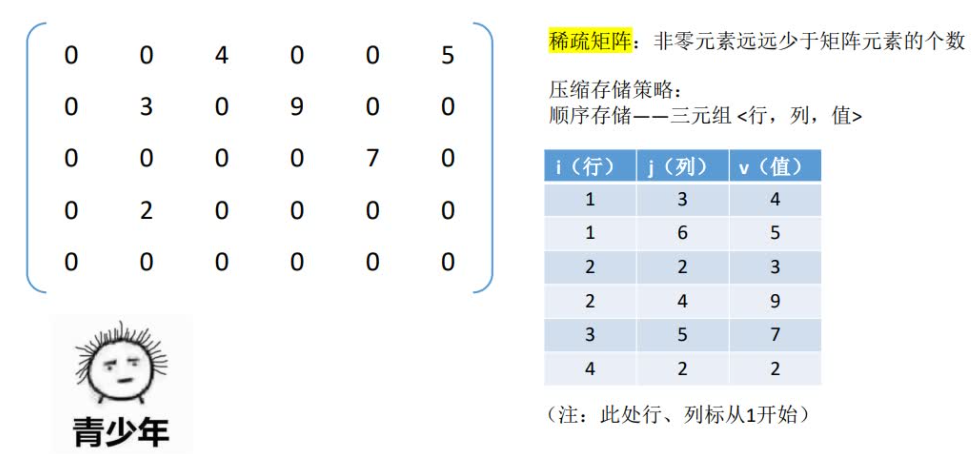 0 0 4 0 0 5
0 3 0 9 0 0
0 0 0 0 7 0
0 2 0 0 0 0
0 0 0 0 0 0
青少年
稀疏矩阵：非零元素远远少于矩阵元素的个数
压缩存储策略：
顺序存储——三元组 <行，列，值>
i（行） j（列） v（值）
1 3 4
1 6 5
2 2 3
2 4 9
3 5 7
4 2 2
（注：此处行、列标从1开始）